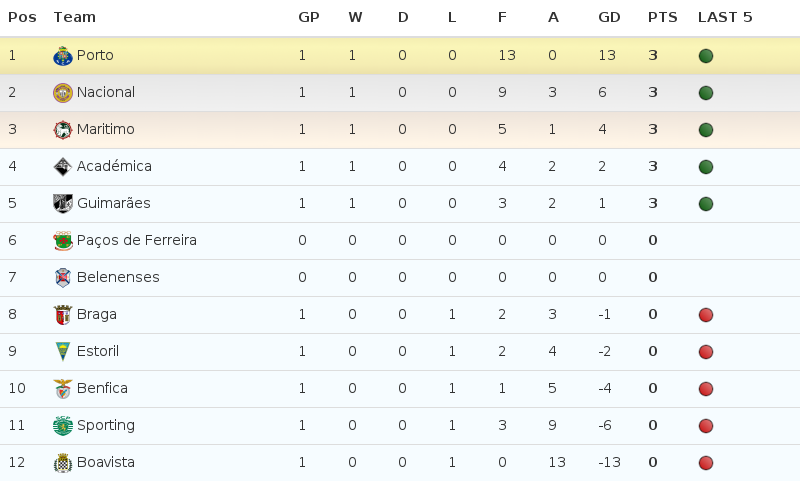 Pos Team GP W D L F A GD PTS LAST 5
1 Porto 1 1 0 0 13 0 13 3
2 Nacional 1 1 0 0 9 3 6 3
3 Maritimo 1 1 0 0 5 1 4 3
4 Académica 1 1 0 0 4 2 2 3
5 Guimarães 1 1 0 0 3 2 1 3
6 Paços de Ferreira 0 0 0 0 0 0 0 0
7 Belenenses 0 0 0 0 0 0 0 0
8 Braga 1 0 0 1 2 3 -1 0
9 Estoril 1 0 0 1 2 4 -2 0
10 Benfica 1 0 0 1 1 5 -4 0
11 Sporting 1 0 0 1 3 9 -6 0
12 Boavista 1 0 0 1 0 13 -13 0